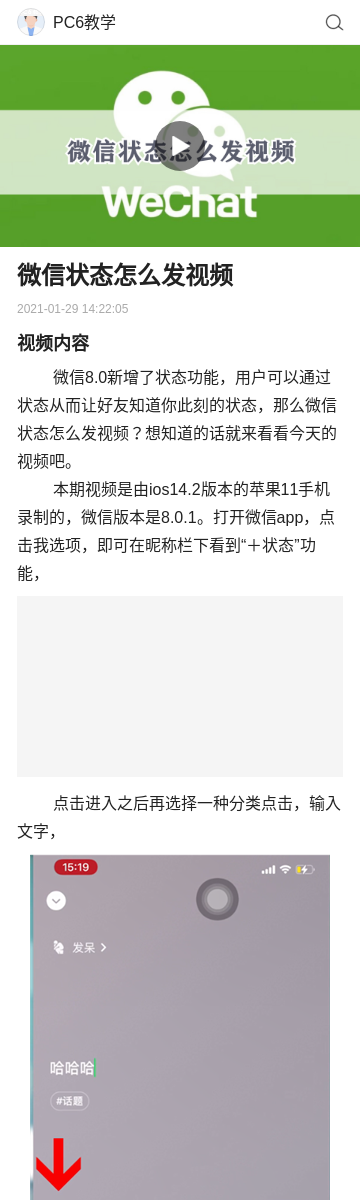 PC6教学
微信状态怎么发视频
WeChat
微信状态怎么发视频
2021-01-29 14:22:05
视频内容
微信8.0新增了状态功能，用户可以通过
状态从而让好友知道你此刻的状态，那么微信
状态怎么发视频？想知道的话就来看看今天的
视频吧。
本期视频是由ios14.2版本的苹果11手机
录制的，微信版本是8.0.1。打开微信app，点
击我选项，即可在昵称栏下看到“＋状态”功
能，
点击进入之后再选择一种分类点击，输入
文字，
15:19
发呆
哈哈哈
#话题